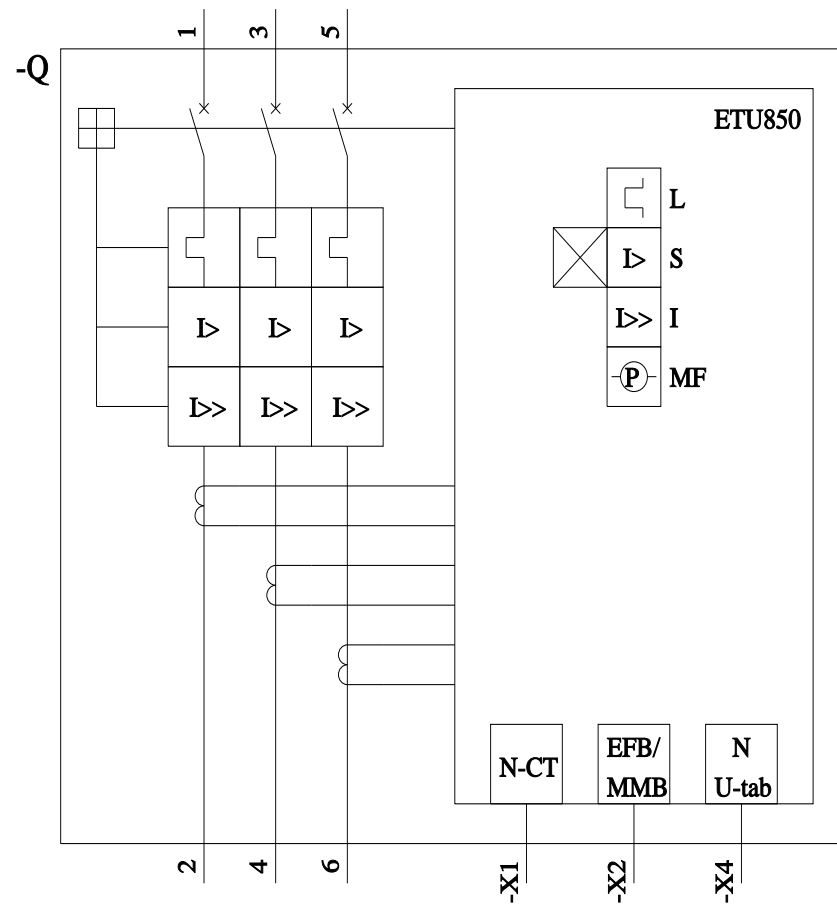 1 3 5
-Q
ETU850
L
I> S
I>> I
P MF
I> I> I>
I>> I>> I>>
N-CT
EFB/
MMB
N
U-tab
2 4 6 -X1 -X2 -X4